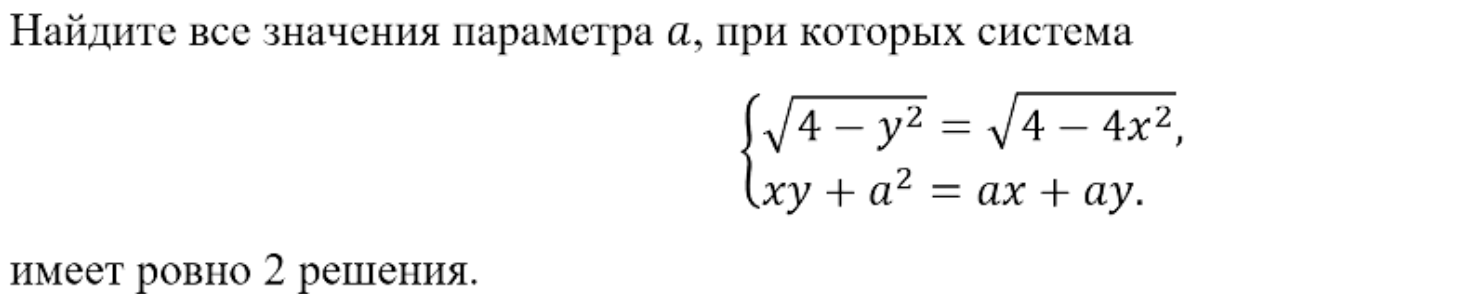 Найдите все значения параметра a, при которых система
√(4 − y²) = √(4 − 4x²),
xy + a² = ax + ay.
имеет ровно 2 решения.